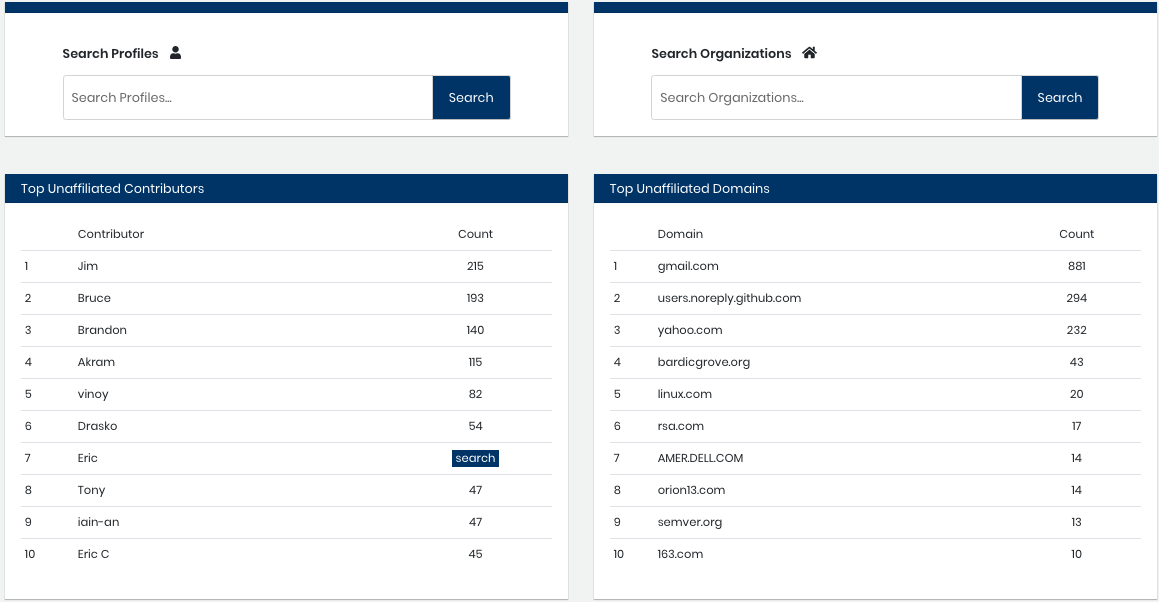 Search Profiles
Search Profiles...
Search
Search Organizations
Search Organizations...
Search
Top Unaffiliated Contributors
Contributor Count
1 Jim 215
2 Bruce 193
3 Brandon 140
4 Akram 115
5 vinoy 82
6 Drasko 54
7 Eric search
8 Tony 47
9 iain-an 47
10 Eric C 45
Top Unaffiliated Domains
Domain Count
1 gmail.com 881
2 users.noreply.github.com 294
3 yahoo.com 232
4 bardicgrove.org 43
5 linux.com 20
6 rsa.com 17
7 AMER.DELL.COM 14
8 orion13.com 14
9 semver.org 13
10 163.com 10